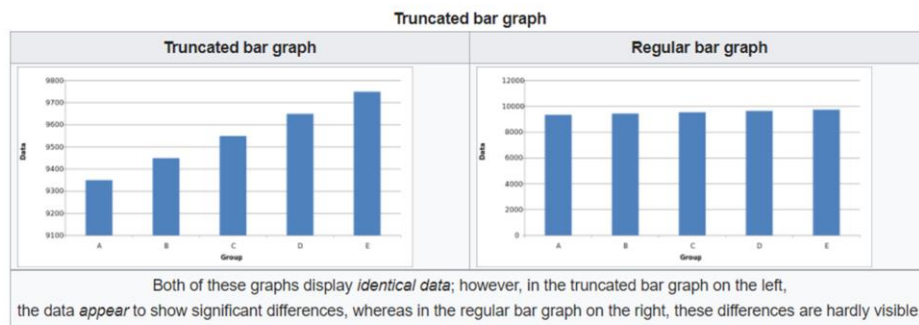 Truncated bar graph
Truncated bar graph
Regular bar graph
9800
9700
9600
9500
9400
9300
9200
9100
Data
A B C D E
Group
12000
10000
8000
6000
4000
2000
0
Data
A B C D E
Group
Both of these graphs display identical data; however, in the truncated bar graph on the left,
the data appear to show significant differences, whereas in the regular bar graph on the right, these differences are hardly visible